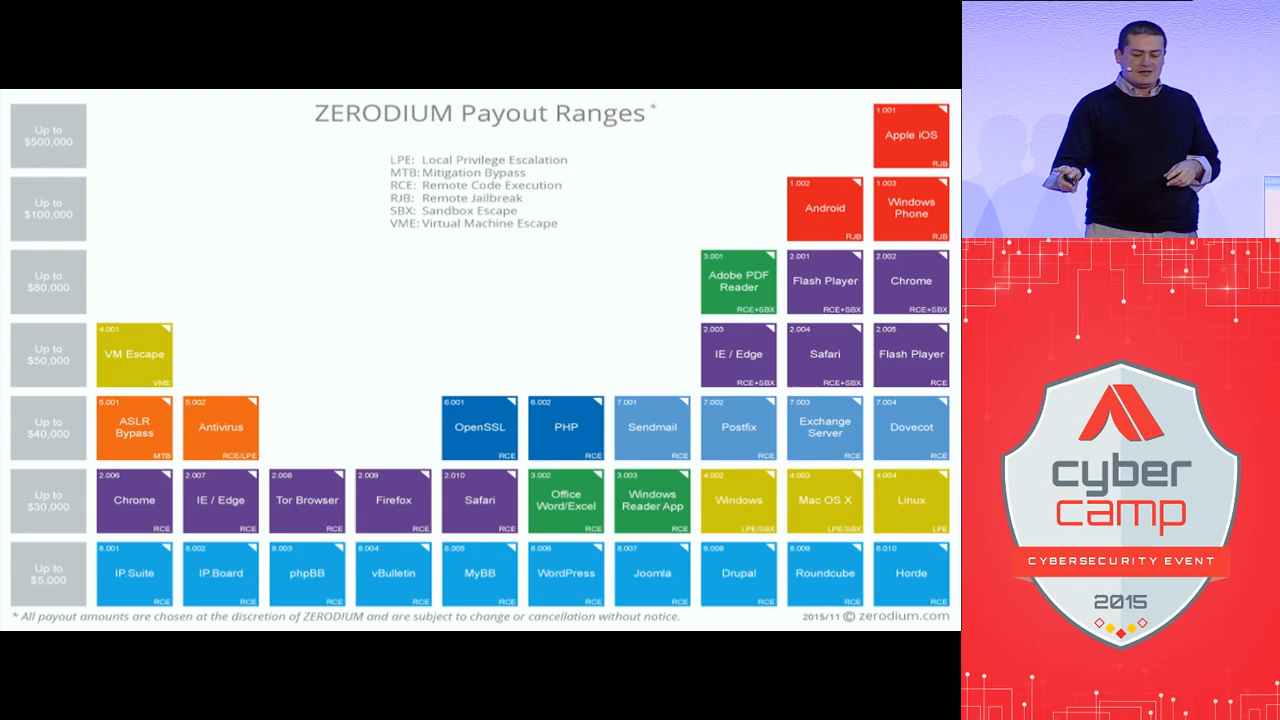 ZERODIUM Payout Ranges *
LPE: Local Privilege Escalation
MTB: Mitigation Bypass
RCE: Remote Code Execution
RJB: Remote Jailbreak
SBX: Sandbox Escape
VME: Virtual Machine Escape
Up to
$500,000
1.001
Apple iOS
RJB
Up to
$100,000
1.002
Android
RJB
1.003
Windows
Phone
RJB
Up to
$80,000
3.001
Adobe PDF
Reader
RCE+SBX
2.001
Flash Player
RCE+SBX
2.002
Chrome
RCE+SBX
Up to
$50,000
4.001
VM Escape
VME
2.003
IE / Edge
RCE+SBX
2.004
Safari
RCE+SBX
2.005
Flash Player
RCE
Up to
$40,000
5.001
ASLR
Bypass
MTB
5.002
Antivirus
RCE/LPE
6.001
OpenSSL
RCE
6.002
PHP
RCE
7.001
Sendmail
RCE
7.002
Postfix
RCE
7.003
Exchange
Server
RCE
7.004
Dovecot
RCE
Up to
$30,000
2.006
Chrome
RCE
2.007
IE / Edge
RCE
2.008
Tor Browser
RCE
2.009
Firefox
RCE
2.010
Safari
RCE
3.002
Office
Word/Excel
RCE
3.003
Windows
Reader App
RCE
4.002
Windows
LPE/SBX
4.003
Mac OS X
LPE/SBX
4.004
Linux
LPE
Up to
$5,000
8.001
IP.Suite
RCE
8.002
IP.Board
RCE
8.003
phpBB
RCE
8.004
vBulletin
RCE
8.005
MyBB
RCE
8.006
WordPress
RCE
8.007
Joomla
RCE
8.008
Drupal
RCE
8.009
Roundcube
RCE
8.010
Horde
RCE
* All payout amounts are chosen at the discretion of ZERODIUM and are subject to change or cancellation without notice.
2015/11 © zerodium.com
cyber
camp
CYBERSECURITY EVENT
2015